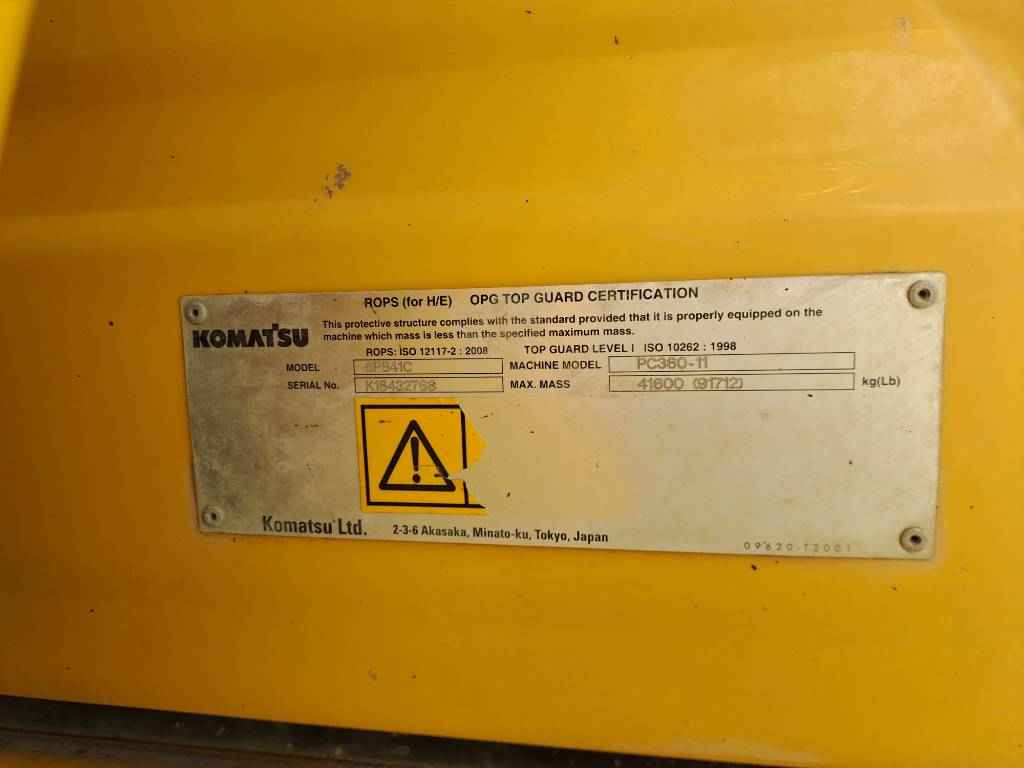 ROPS (for H/E) OPG TOP GUARD CERTIFICATION
KOMATSU
This protective structure complies with the standard provided that it is properly equipped on the
machine which mass is less than the specified maximum mass.
ROPS: ISO 12117-2 : 2008 TOP GUARD LEVEL I ISO 10262 : 1998
MODEL MACHINE MODEL PC360-11
SERIAL No. K18432768 MAX. MASS 41600 (91712) kg(Lb)
Komatsu Ltd. 2-3-6 Akasaka, Minato-ku, Tokyo, Japan
09620-T2001